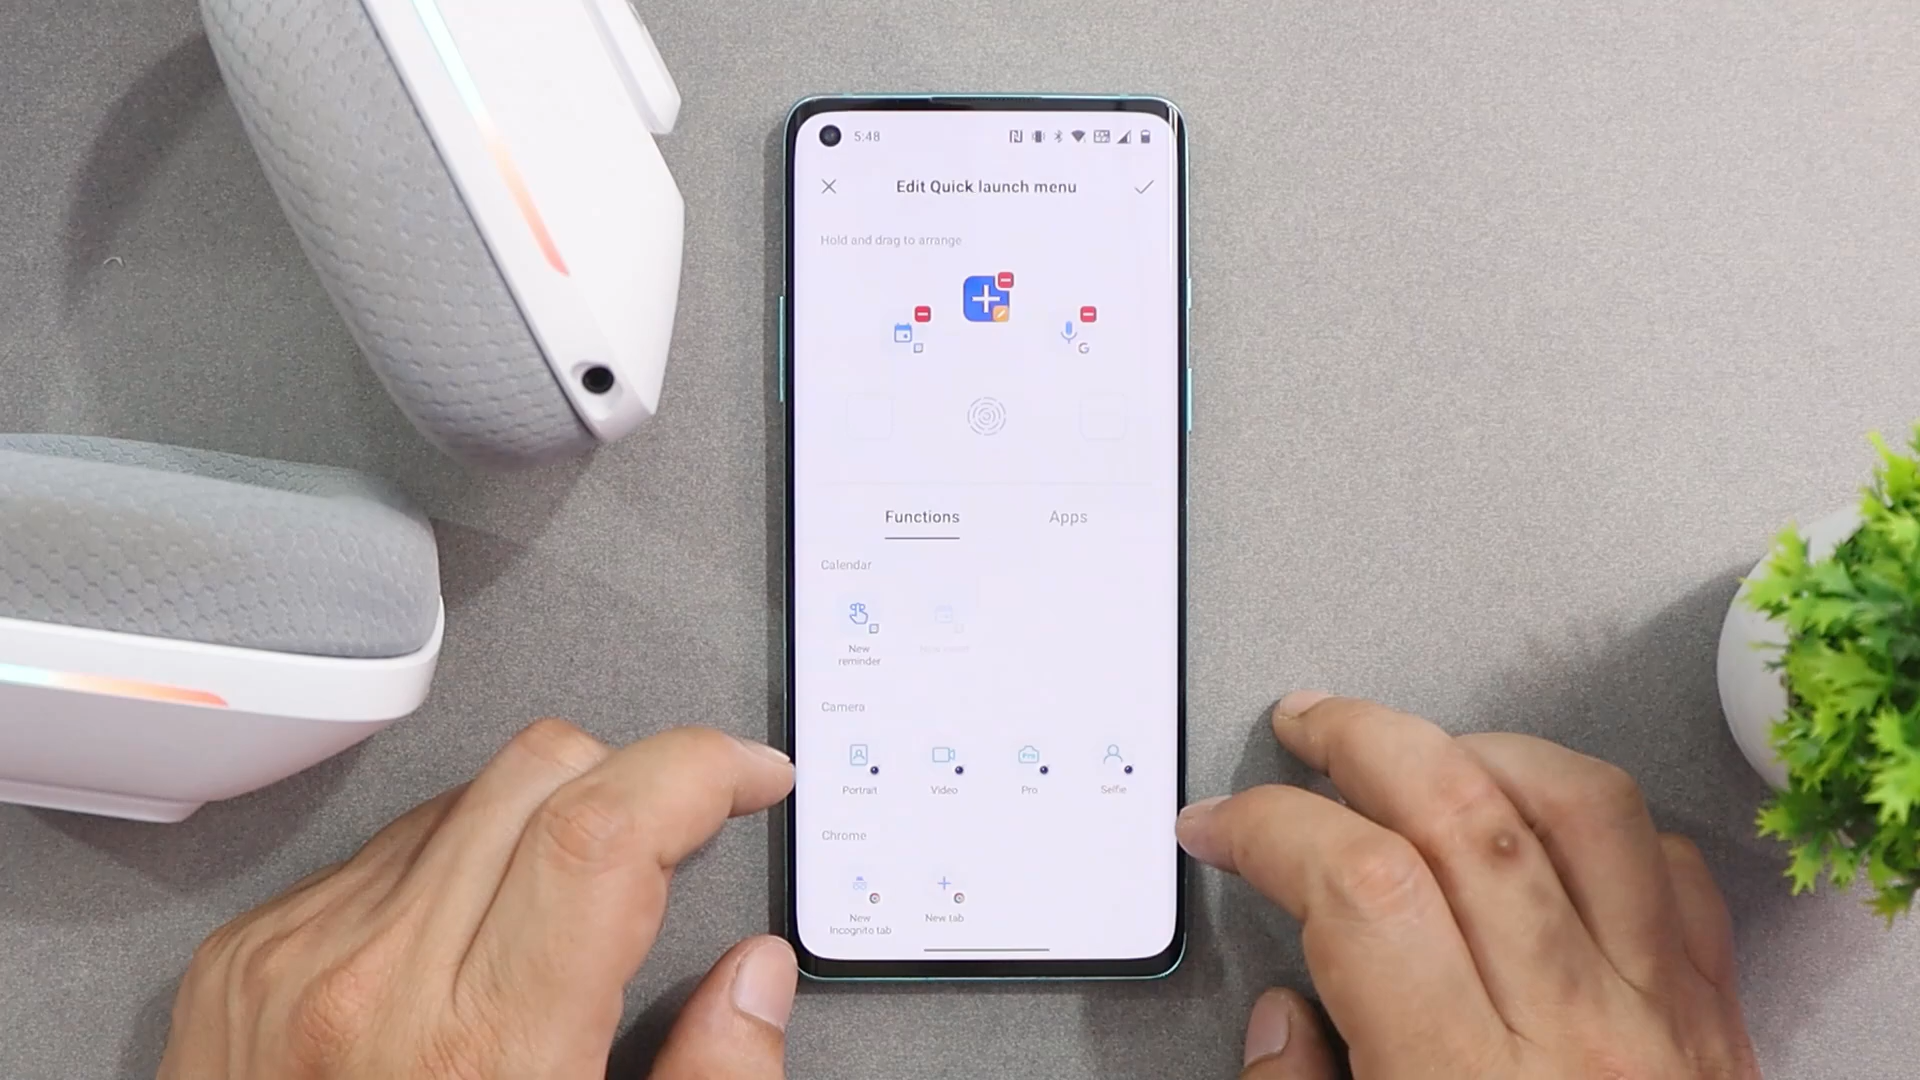 5:48
Edit Quick launch menu
Hold and drag to arrange
Functions
Apps
Calendar
New
reminder
Camera
Portrait
Video
Pro
Selfie
Chrome
New
Incognito tab
New tab